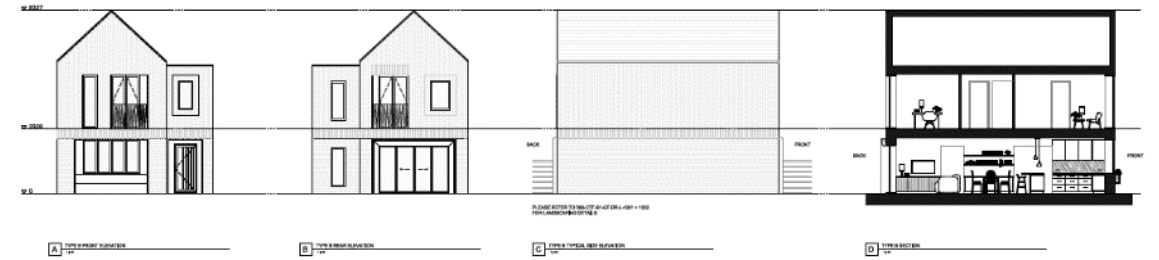 BACK
FRONT
BACK
FRONT
0
PLEASE REFER TO
FOR LANDSCAPING DETAILS
A
TYPE B FRONT ELEVATION
B
TYPE B REAR ELEVATION
C
TYPE B TYPICAL SIDE ELEVATION
D
TYPE B SECTION